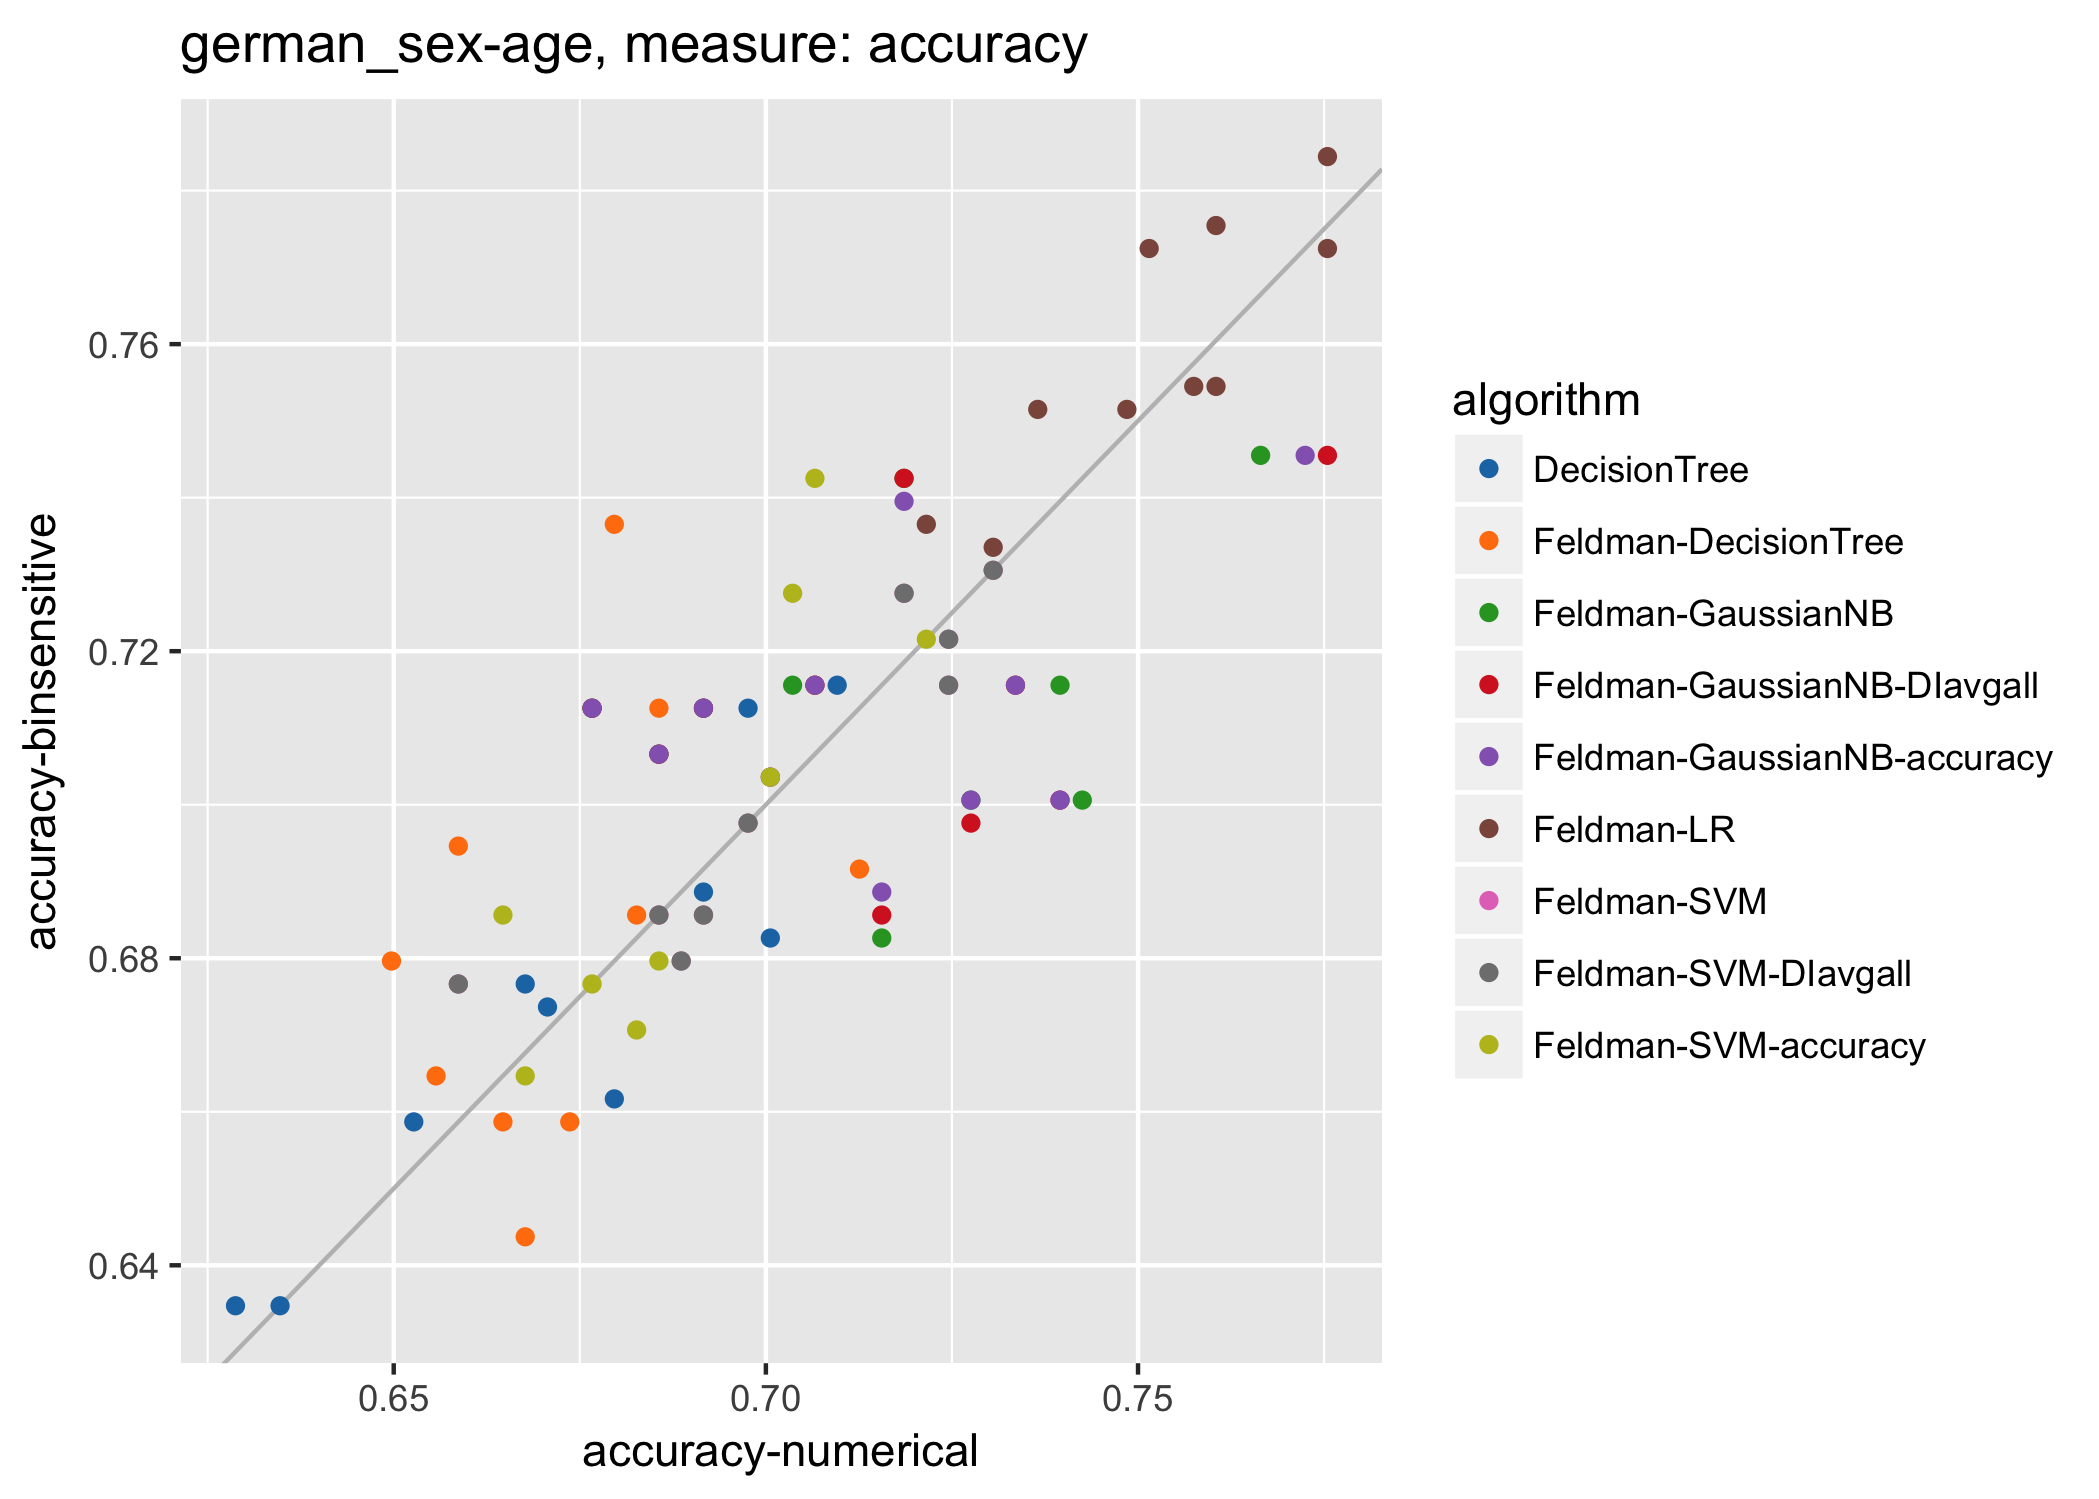 german_sex-age, measure: accuracy
accuracy-binsensitive
0.76
0.72
0.68
0.64
0.65
0.70
0.75
accuracy-numerical
algorithm
DecisionTree
Feldman-DecisionTree
Feldman-GaussianNB
Feldman-GaussianNB-DIavgall
Feldman-GaussianNB-accuracy
Feldman-LR
Feldman-SVM
Feldman-SVM-DIavgall
Feldman-SVM-accuracy